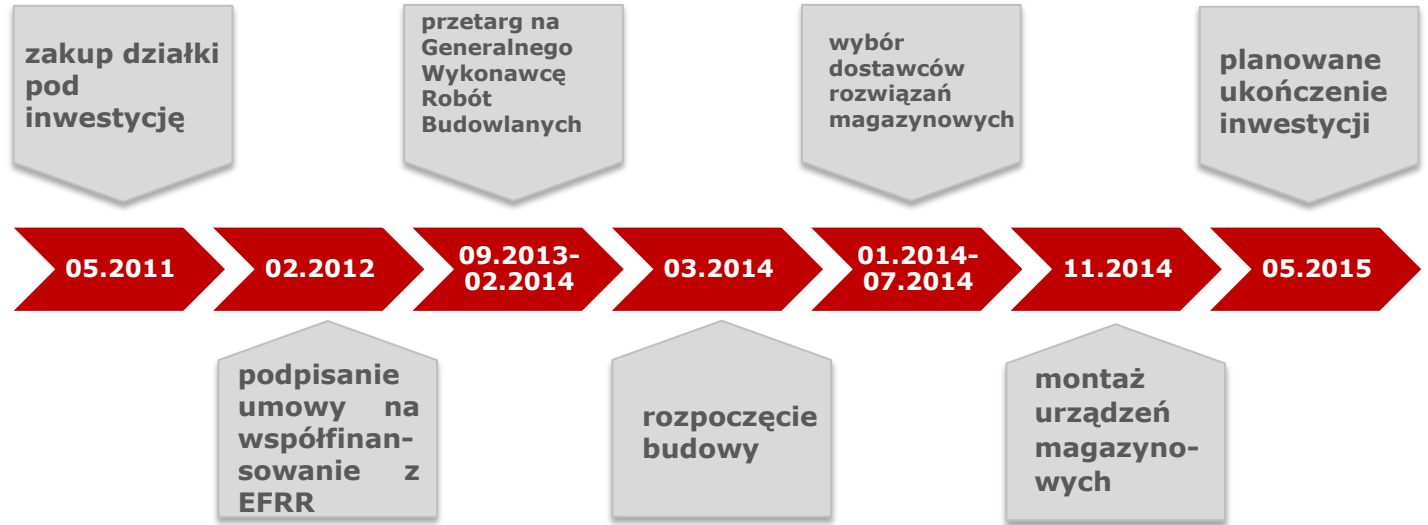 zakup działki
pod
inwestycję
przetarg na
Generalnego
Wykonawcę
Robót
Budowlanych
wybór
dostawców
rozwiązań
magazynowych
planowane
ukończenie
inwestycji
05.2011
02.2012
09.2013-
02.2014
03.2014
01.2014-
07.2014
11.2014
05.2015
podpisanie
umowy na
współfinan-
sowanie z
EFRR
rozpoczęcie
budowy
montaż
urządzeń
magazyno-
wych